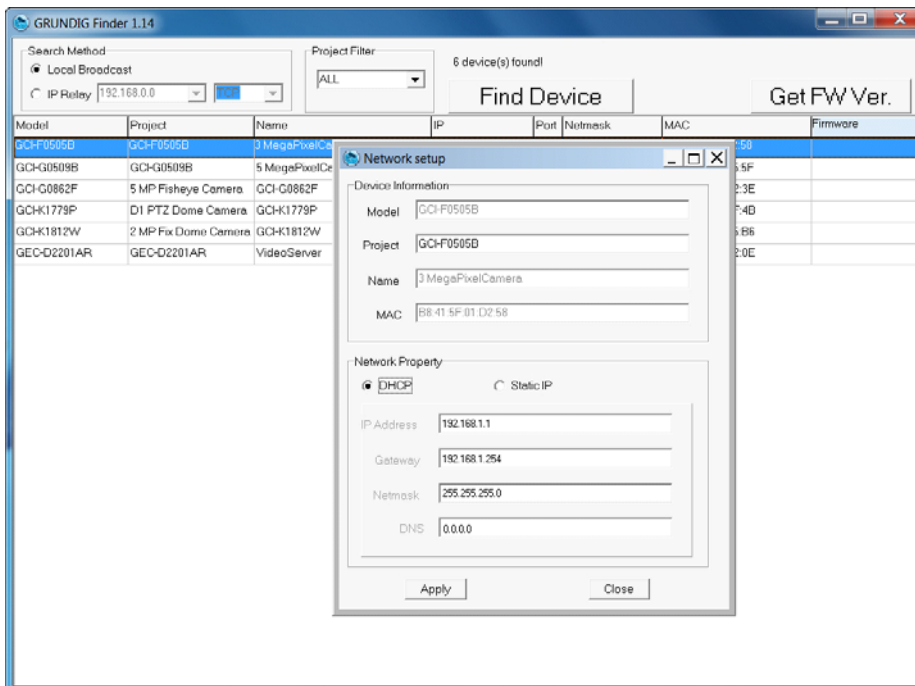 GRUNDIG Finder 1.14
Search Method
Local Broadcast
IP Relay 192.168.0.0 TCP
Project Filter
ALL
6 device(s) found!
Find Device
Get FW Ver.
Model Project Name IP Port Netmask MAC Firmware
GCI-F0505B GCI-F0505B 3 MegaPixelCa :58
GCI-G0509B GCI-G0509B 5 MegaPixelCe :5F
GCI-G0862F 5 MP Fisheye Camera GCI-G0862F :3E
GCI-K1779P D1 PTZ Dome Camera GCI-K1779P :4B
GCI-K1812W 2 MP Fix Dome Camera GCI-K1812W :B6
GEC-D2201AR GEC-D2201AR VideoServer :0E
Network setup
Device Information
Model GCI-F0505B
Project GCI-F0505B
Name 3 MegaPixelCamera
MAC B8:41:5F:01:D2:58
Network Property
DHCP Static IP
IP Address 192.168.1.1
Gateway 192.168.1.254
Netmask 255.255.255.0
DNS 0.0.0.0
Apply Close